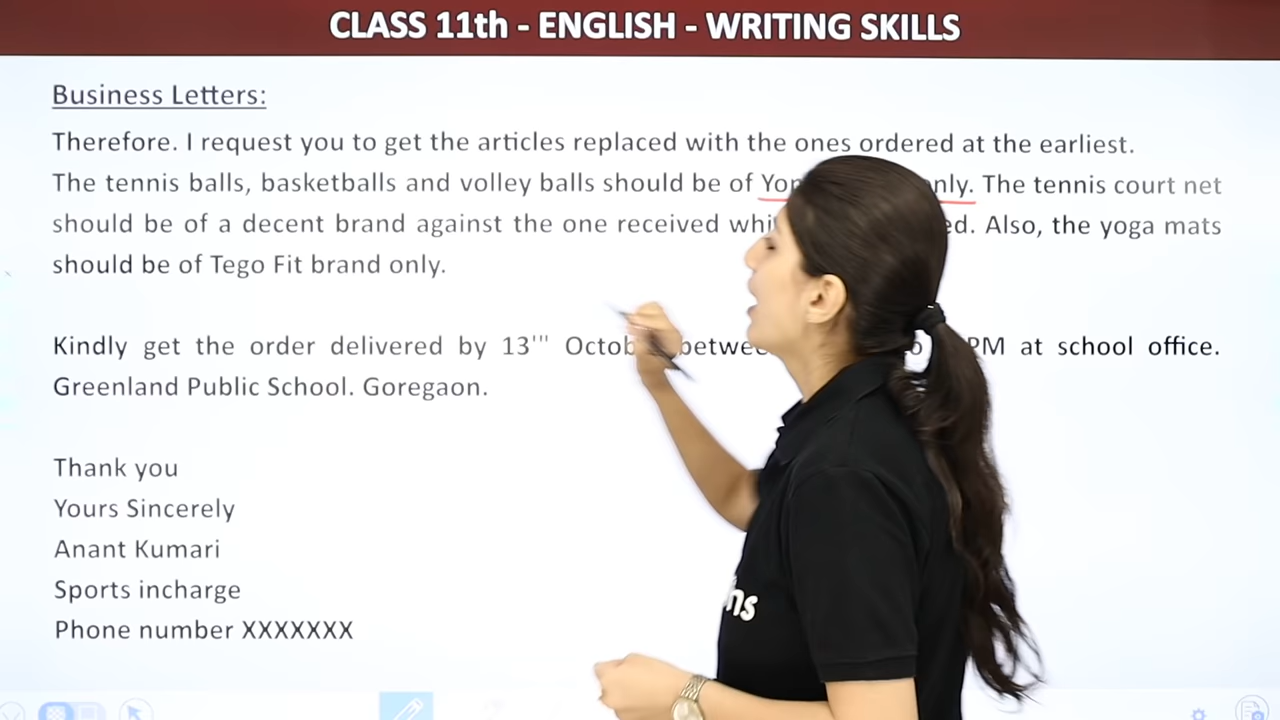 CLASS 11th - ENGLISH - WRITING SKILLS
Business Letters:
Therefore. I request you to get the articles replaced with the ones ordered at the earliest.
The tennis balls, basketballs and volley balls should be of only. The tennis court net
should be of a decent brand against the one received Also, the yoga mats
should be of Tego Fit brand only.
Kindly get the order delivered by 13''' PM at school office.
Greenland Public School. Goregaon.
Thank you
Yours Sincerely
Anant Kumari
Sports incharge
Phone number XXXXXXX